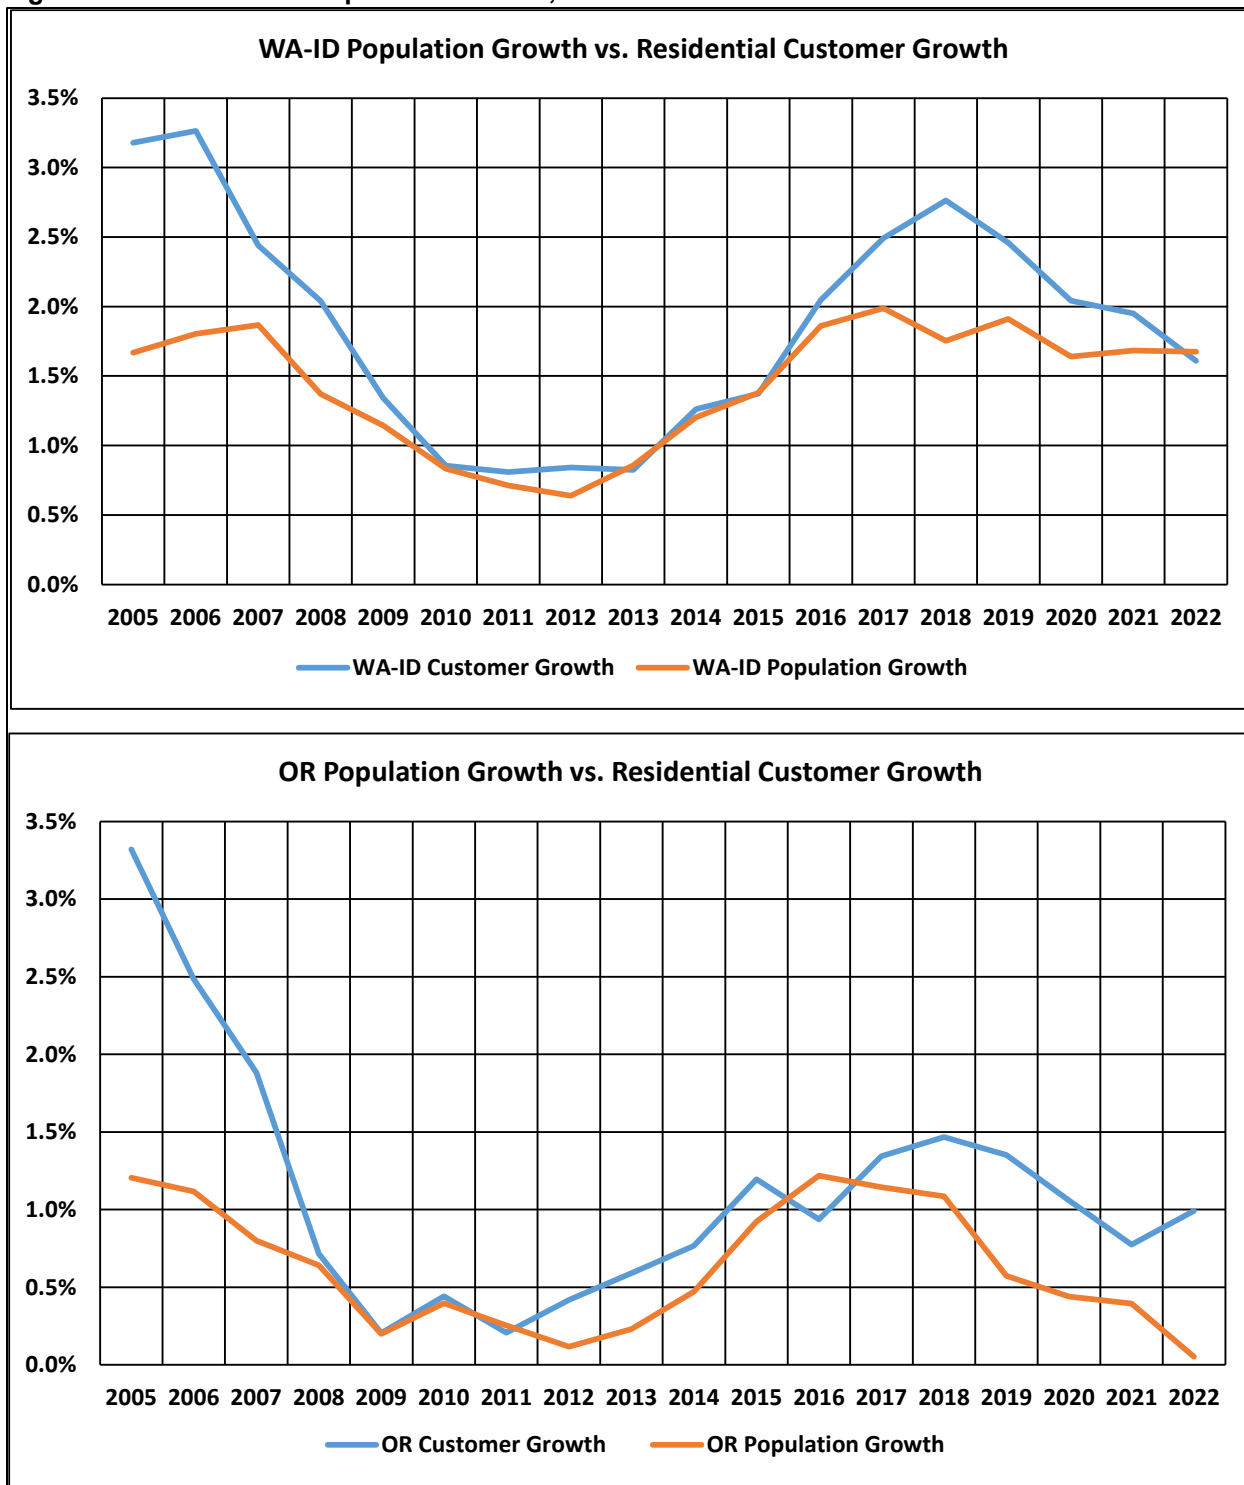 WA-ID Population Growth vs. Residential Customer Growth
3.5%
3.0%
2.5%
2.0%
1.5%
1.0%
0.5%
0.0%
2005 2006 2007 2008 2009 2010 2011 2012 2013 2014 2015 2016 2017 2018 2019 2020 2021 2022
WA-ID Customer Growth WA-ID Population Growth
OR Population Growth vs. Residential Customer Growth
3.5%
3.0%
2.5%
2.0%
1.5%
1.0%
0.5%
0.0%
2005 2006 2007 2008 2009 2010 2011 2012 2013 2014 2015 2016 2017 2018 2019 2020 2021 2022
OR Customer Growth OR Population Growth